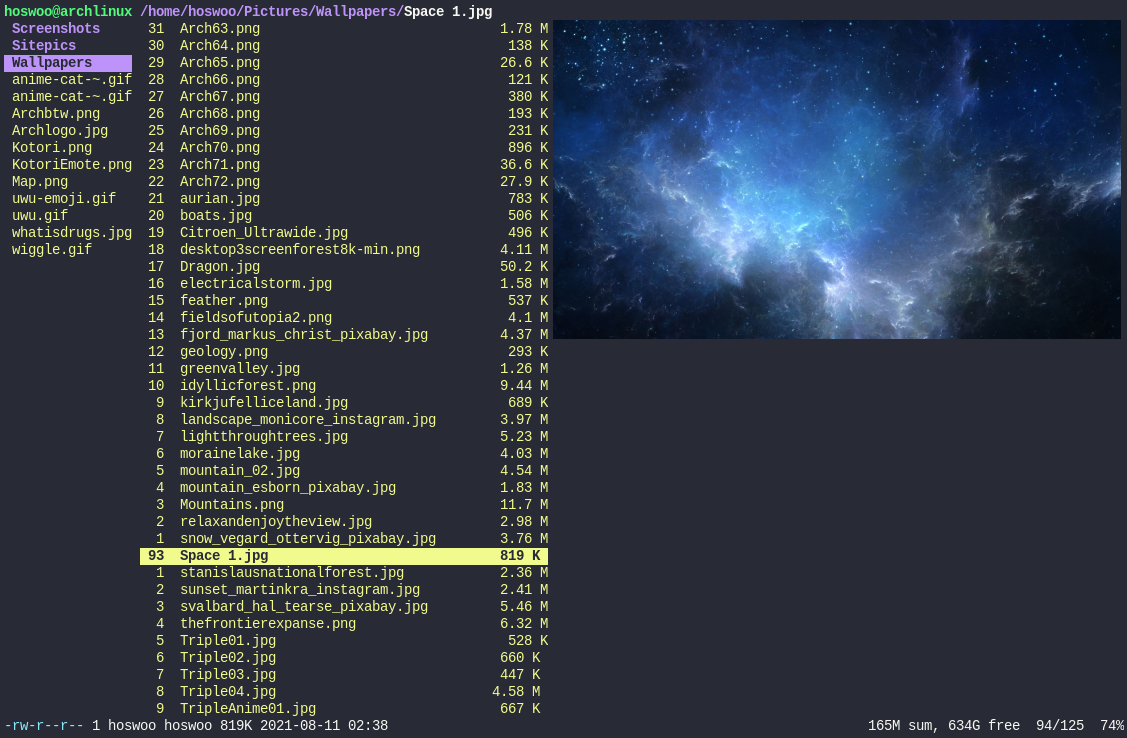 hoswoo@archlinux /home/hoswoo/Pictures/Wallpapers/Space 1.jpg
Screenshots 31 Arch63.png 1.78 M
Sitepics 30 Arch64.png 138 K
Wallpapers 29 Arch65.png 26.6 K
anime-cat-~.gif 28 Arch66.png 121 K
anime-cat-~.gif 27 Arch67.png 380 K
Archbtw.png 26 Arch68.png 193 K
Archlogo.jpg 25 Arch69.png 231 K
Kotori.png 24 Arch70.png 896 K
KotoriEmote.png 23 Arch71.png 36.6 K
Map.png 22 Arch72.png 27.9 K
uwu-emoji.gif 21 aurian.jpg 783 K
uwu.gif 20 boats.jpg 506 K
whatisdrugs.jpg 19 Citroen_Ultrawide.jpg 496 K
wiggle.gif 18 desktop3screenforest8k-min.png 4.11 M
17 Dragon.jpg 50.2 K
16 electricalstorm.jpg 1.58 M
15 feather.png 537 K
14 fieldsofutopia2.png 4.1 M
13 fjord_markus_christ_pixabay.jpg 4.37 M
12 geology.png 293 K
11 greenvalley.jpg 1.26 M
10 idyllicforest.png 9.44 M
9 kirkjufelliceland.jpg 689 K
8 landscape_monicore_instagram.jpg 3.97 M
7 lightthroughtrees.jpg 5.23 M
6 morainelake.jpg 4.03 M
5 mountain_02.jpg 4.54 M
4 mountain_esborn_pixabay.jpg 1.83 M
3 Mountains.png 11.7 M
2 relaxandenjoytheview.jpg 2.98 M
1 snow_vegard_ottervig_pixabay.jpg 3.76 M
93 Space 1.jpg 819 K
1 stanislausnationalforest.jpg 2.36 M
2 sunset_martinkra_instagram.jpg 2.41 M
3 svalbard_hal_tearse_pixabay.jpg 5.46 M
4 thefrontierexpanse.png 6.32 M
5 Triple01.jpg 528 K
6 Triple02.jpg 660 K
7 Triple03.jpg 447 K
8 Triple04.jpg 4.58 M
9 TripleAnime01.jpg 667 K
-rw-r--r-- 1 hoswoo hoswoo 819K 2021-08-11 02:38 165M sum, 634G free 94/125 74%